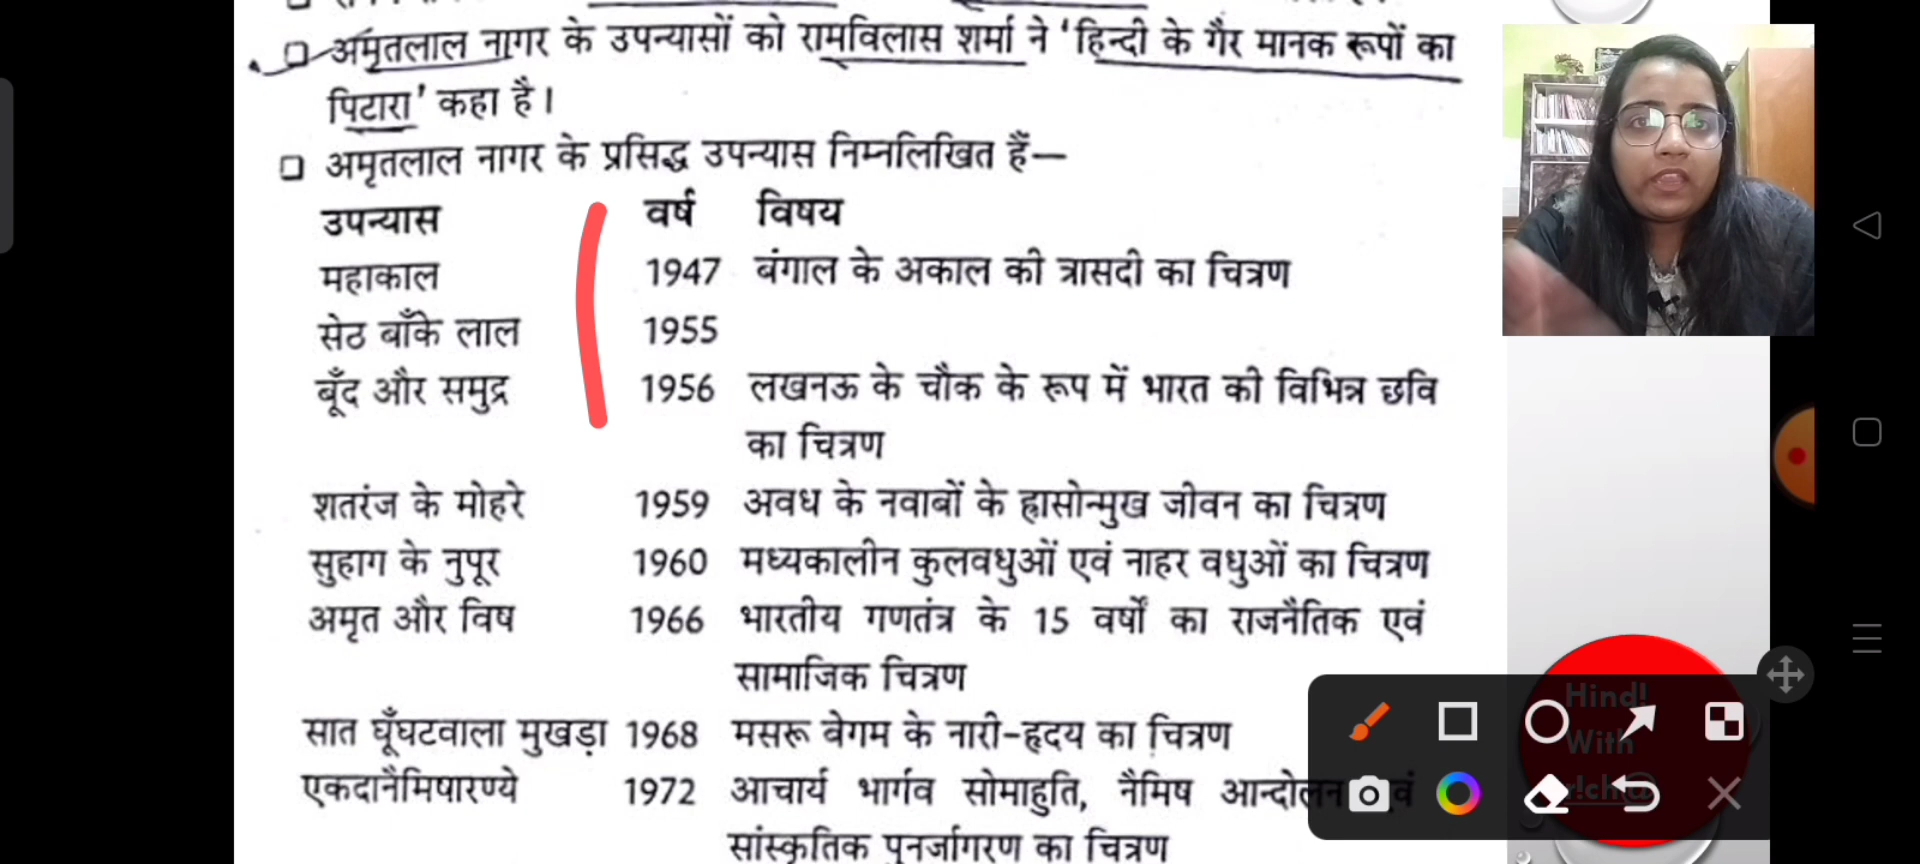 अमृतलाल नागर के उपन्यासों को रामविलास शर्मा ने 'हिन्दी के गैर मानक रूपों का
पिटारा' कहा है।
अमृतलाल नागर के प्रसिद्ध उपन्यास निम्नलिखित हैं—
उपन्यास वर्ष विषय
महाकाल 1947 बंगाल के अकाल की त्रासदी का चित्रण
सेठ बाँके लाल 1955
बूँद और समुद्र 1956 लखनऊ के चौक के रूप में भारत की विभिन्न छवि
का चित्रण
शतरंज के मोहरे 1959 अवध के नवाबों के ह्रासोन्मुख जीवन का चित्रण
सुहाग के नुपूर 1960 मध्यकालीन कुलवधुओं एवं नाहर वधुओं का चित्रण
अमृत और विष 1966 भारतीय गणतंत्र के 15 वर्षों का राजनैतिक एवं
सामाजिक चित्रण
सात घूँघटवाला मुखड़ा 1968 मसरू बेगम के नारी-हृदय का चित्रण
एकदानैमिषारण्ये 1972 आचार्य भार्गव सोमाहुति, नैमिष आन्दोलन एवं
सांस्कृतिक पुनर्जागरण का चित्रण
Hind!
With